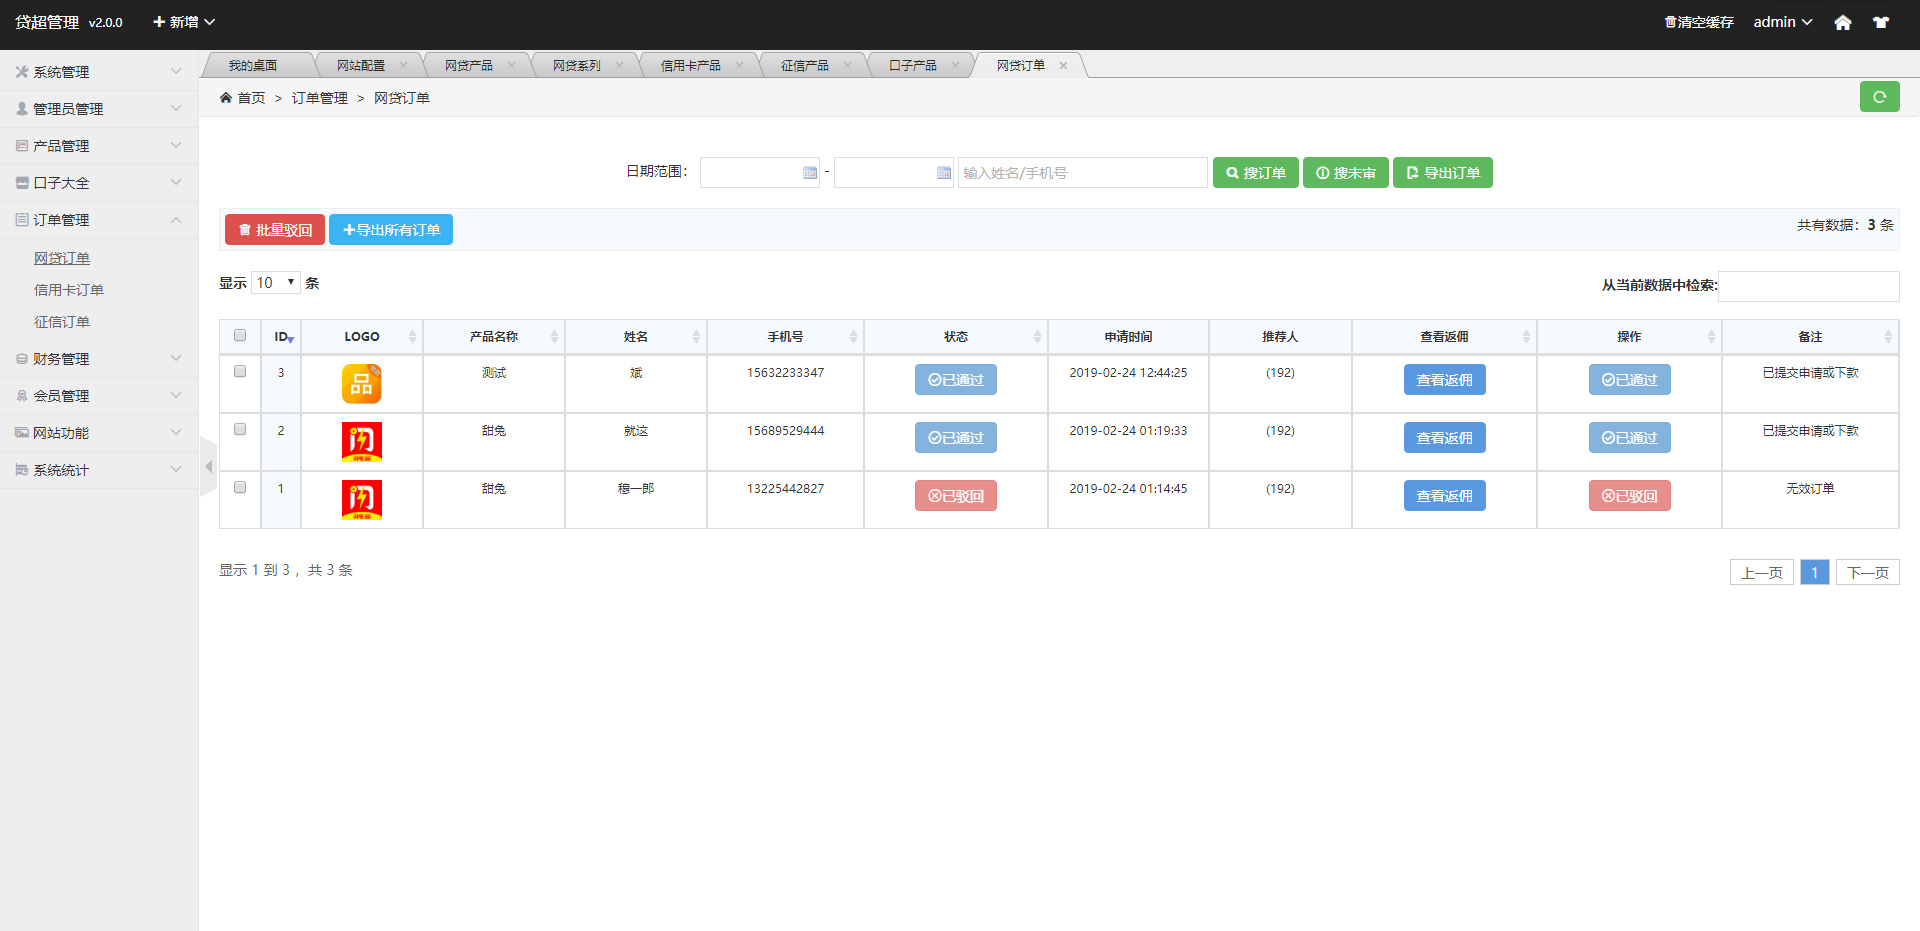 贷超管理 v2.0.0 新增 清空缓存 admin
我的桌面 网站配置 网贷产品 网贷系列 信用卡产品 征信产品 口子产品 网贷订单
首页 > 订单管理 > 网贷订单
系统管理
管理员管理
产品管理
口子大全
订单管理
网贷订单
信用卡订单
征信订单
财务管理
会员管理
网站功能
系统统计
日期范围： - 输入姓名/手机号 搜订单 搜未审 导出订单
批量驳回 导出所有订单 共有数据：3 条
显示 10 条 从当前数据中检索:
ID LOGO 产品名称 姓名 手机号 状态 申请时间 推荐人 查看返佣 操作 备注
3 品 测试 斌 15632233347 已通过 2019-02-24 12:44:25 (192) 查看返佣 已通过 已提交申请或下款
2 闪 甜兔 就这 15689529444 已通过 2019-02-24 01:19:33 (192) 查看返佣 已通过 已提交申请或下款
1 闪 甜兔 穆一郎 13225442827 已驳回 2019-02-24 01:14:45 (192) 查看返佣 已驳回 无效订单
显示 1 到 3 ，共 3 条 上一页 1 下一页